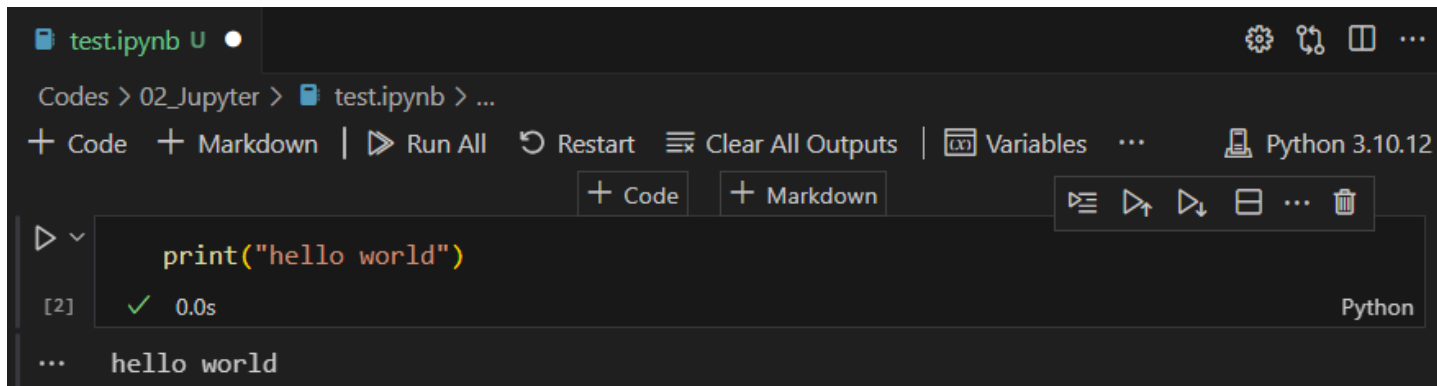 test.ipynb U
Codes > 02_Jupyter > test.ipynb > ...
+ Code + Markdown Run All Restart Clear All Outputs (x) Variables ... Python 3.10.12
+ Code + Markdown ...
print("hello world")
[2] 0.0s Python
... hello world